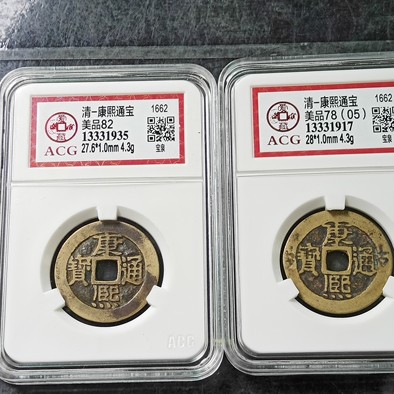 清-康熙通宝
美品82
13331935
27.6*1.0mm 4.3g
1662
宝泉
ACG
康熙通寶
ACG
清-康熙通宝
美品78（05）
13331917
28*1.0mm 4.3g
1662
宝泉
ACG
康熙通寶